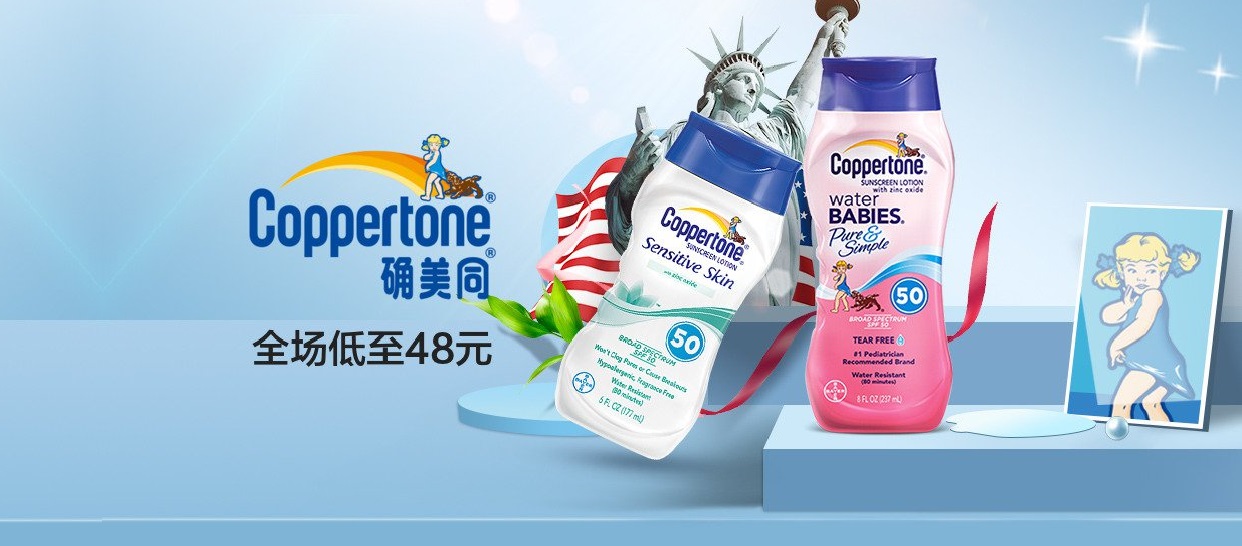 Coppertone®
确美同®
全场低至48元
Coppertone®
SUNSCREEN LOTION
Sensitive Skin
with zinc oxide
50
BROAD SPECTRUM
SPF 50
Won't Clog Pores or Cause Breakouts
Hypoallergenic, Fragrance Free
Water Resistant
(80 minutes)
BAYER
6 FL OZ (177 mL)
Coppertone®
SUNSCREEN LOTION
with zinc oxide
water
BABIES®
Pure &
Simple
50
BROAD SPECTRUM
SPF 50
TEAR FREE
#1 Pediatrician
Recommended Brand
Water Resistant
(80 minutes)
BAYER
8 FL OZ (237 mL)